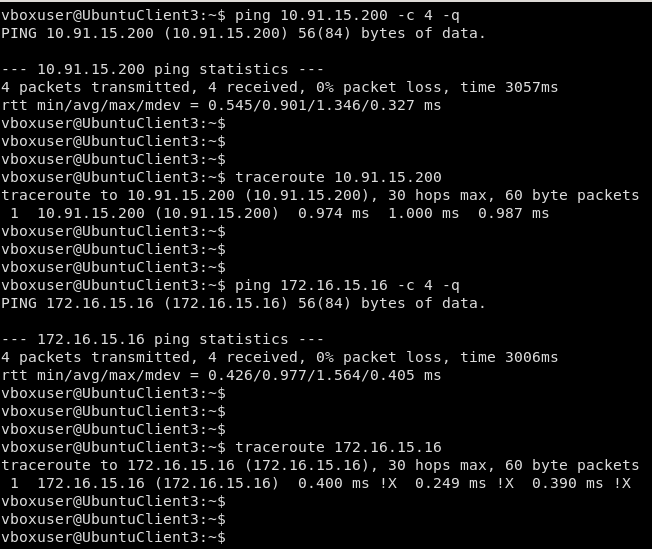 vboxuser@UbuntuClient3:~$ ping 10.91.15.200 -c 4 -q
PING 10.91.15.200 (10.91.15.200) 56(84) bytes of data.

--- 10.91.15.200 ping statistics ---
4 packets transmitted, 4 received, 0% packet loss, time 3057ms
rtt min/avg/max/mdev = 0.545/0.901/1.346/0.327 ms
vboxuser@UbuntuClient3:~$
vboxuser@UbuntuClient3:~$
vboxuser@UbuntuClient3:~$
vboxuser@UbuntuClient3:~$ traceroute 10.91.15.200
traceroute to 10.91.15.200 (10.91.15.200), 30 hops max, 60 byte packets
 1  10.91.15.200 (10.91.15.200)  0.974 ms  1.000 ms  0.987 ms
vboxuser@UbuntuClient3:~$
vboxuser@UbuntuClient3:~$
vboxuser@UbuntuClient3:~$
vboxuser@UbuntuClient3:~$ ping 172.16.15.16 -c 4 -q
PING 172.16.15.16 (172.16.15.16) 56(84) bytes of data.

--- 172.16.15.16 ping statistics ---
4 packets transmitted, 4 received, 0% packet loss, time 3006ms
rtt min/avg/max/mdev = 0.426/0.977/1.564/0.405 ms
vboxuser@UbuntuClient3:~$
vboxuser@UbuntuClient3:~$
vboxuser@UbuntuClient3:~$
vboxuser@UbuntuClient3:~$ traceroute 172.16.15.16
traceroute to 172.16.15.16 (172.16.15.16), 30 hops max, 60 byte packets
 1  172.16.15.16 (172.16.15.16)  0.400 ms !X  0.249 ms !X  0.390 ms !X
vboxuser@UbuntuClient3:~$
vboxuser@UbuntuClient3:~$
vboxuser@UbuntuClient3:~$